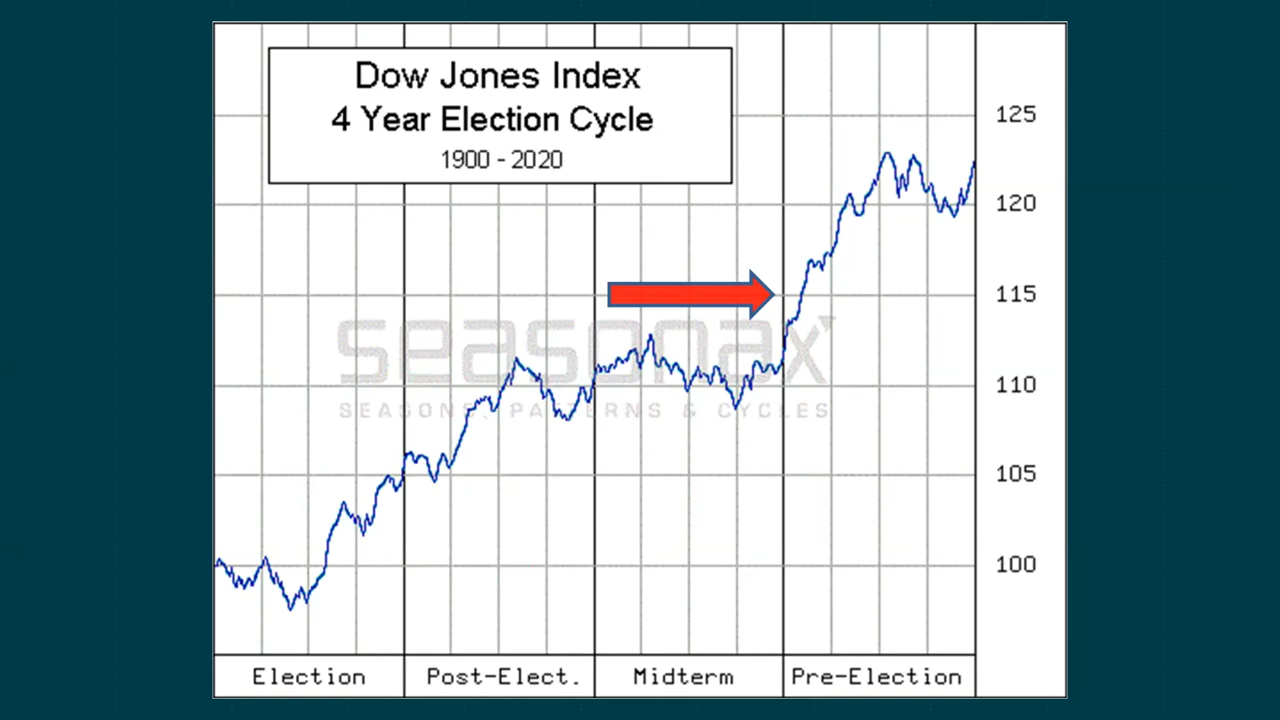 Dow Jones Index
4 Year Election Cycle
1900 - 2020
125
120
115
110
105
100
seasonax
SEASONS, PATTERNS & CYCLES
Election
Post-Elect.
Midterm
Pre-Election